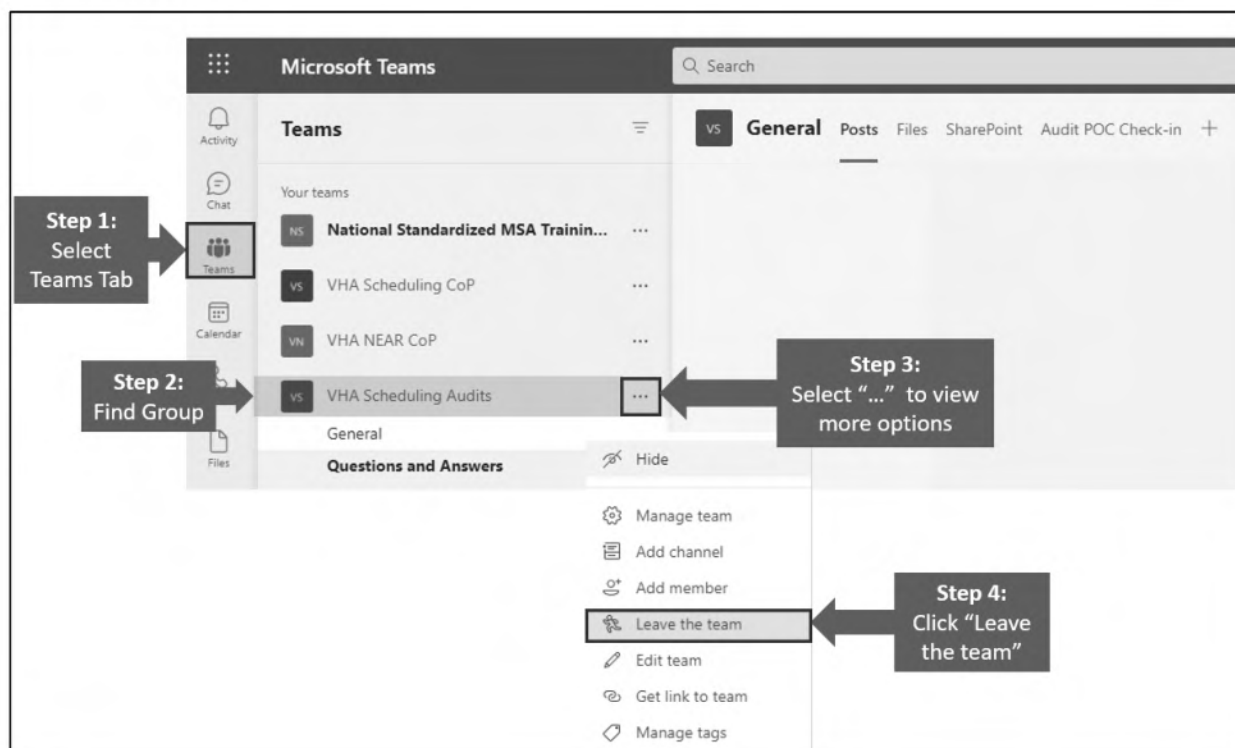 Microsoft Teams
Search
Activity
Chat
Teams
Calendar
Files
Teams
Your teams
NS National Standardized MSA Trainin... ...
VS VHA Scheduling CoP ...
VN VHA NEAR CoP ...
VS VHA Scheduling Audits ...
General
Questions and Answers
VS General Posts Files SharePoint Audit POC Check-in +
Step 1:
Select
Teams Tab
Step 2:
Find Group
Step 3:
Select “...” to view
more options
Hide
Manage team
Add channel
Add member
Leave the team
Edit team
Get link to team
Manage tags
Step 4:
Click “Leave
the team”